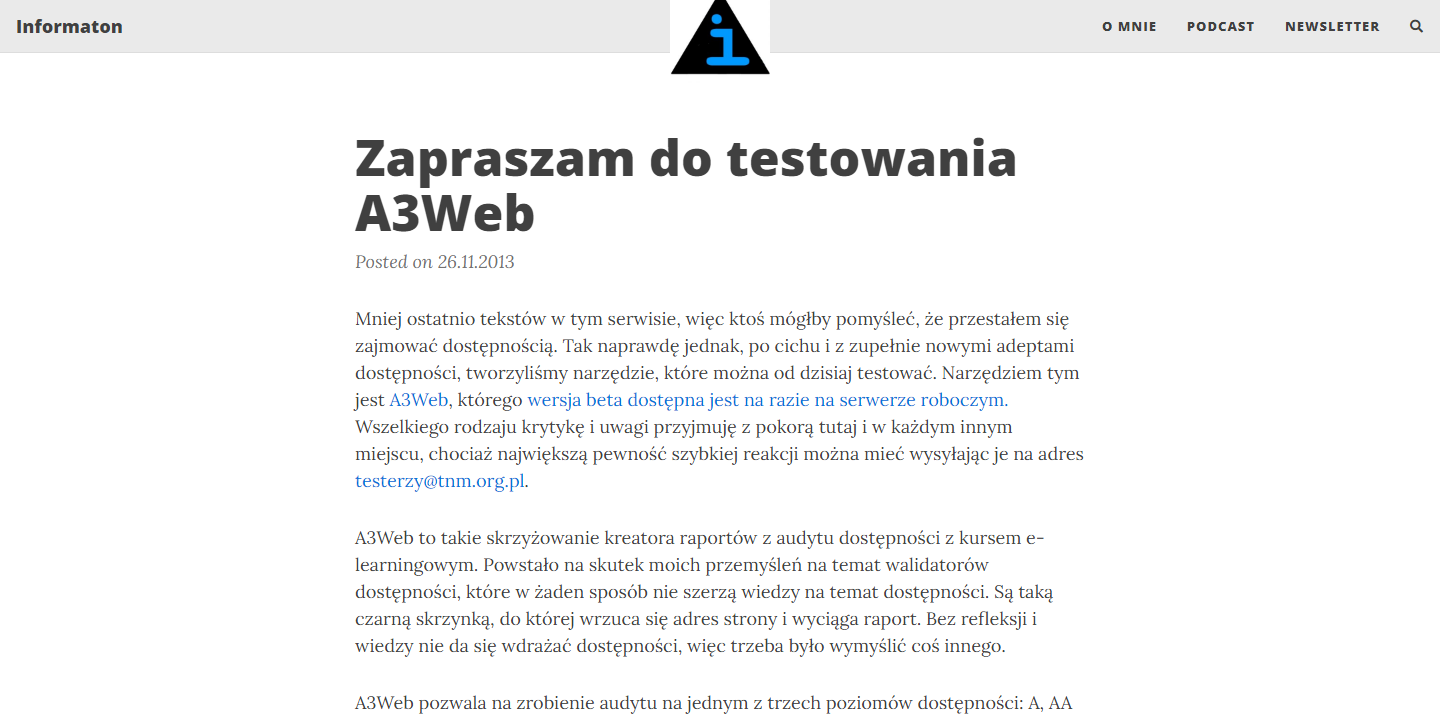 Informaton
i
O MNIE PODCAST NEWSLETTER
Zapraszam do testowania
A3Web
Posted on 26.11.2013
Mniej ostatnio tekstów w tym serwisie, więc ktoś mógłby pomyśleć, że przestałem się
zajmować dostępnością. Tak naprawdę jednak, po cichu i z zupełnie nowymi adeptami
dostępności, tworzyliśmy narzędzie, które można od dzisiaj testować. Narzędziem tym
jest A3Web, którego wersja beta dostępna jest na razie na serwerze roboczym.
Wszelkiego rodzaju krytykę i uwagi przyjmuję z pokorą tutaj i w każdym innym
miejscu, chociaż największą pewność szybkiej reakcji można mieć wysyłając je na adres
testerzy@tnm.org.pl.
A3Web to takie skrzyżowanie kreatora raportów z audytu dostępności z kursem e-
learningowym. Powstało na skutek moich przemyśleń na temat walidatorów
dostępności, które w żaden sposób nie szerzą wiedzy na temat dostępności. Są taką
czarną skrzynką, do której wrzuca się adres strony i wyciąga raport. Bez refleksji i
wiedzy nie da się wdrażać dostępności, więc trzeba było wymyślić coś innego.
A3Web pozwala na zrobienie audytu na jednym z trzech poziomów dostępności: A, AA